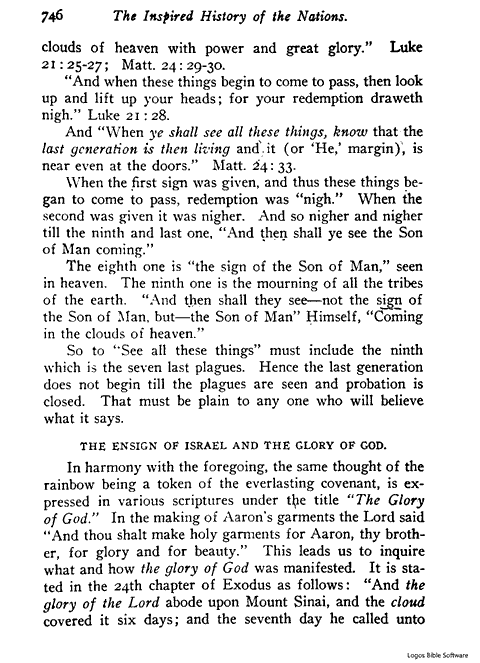 746 The Inspired History of the Nations.
clouds of heaven with power and great glory.” Luke
21 : 25-27; Matt. 24 : 29-30.
“And when these things begin to come to pass, then look
up and lift up your heads; for your redemption draweth
nigh.” Luke 21 : 28.
And “When ye shall see all these things, know that the
last generation is then living and it (or ‘He,’ margin), is
near even at the doors.” Matt. 24 : 33.
When the first sign was given, and thus these things be-
gan to come to pass, redemption was “nigh.” When the
second was given it was nigher. And so nigher and nigher
till the ninth and last one, “And then shall ye see the Son
of Man coming.”
The eighth one is “the sign of the Son of Man,” seen
in heaven. The ninth one is the mourning of all the tribes
of the earth. “And then shall they see—not the sign of
the Son of Man, but—the Son of Man” Himself, “Coming
in the clouds of heaven.”
So to “See all these things” must include the ninth
which is the seven last plagues. Hence the last generation
does not begin till the plagues are seen and probation is
closed. That must be plain to any one who will believe
what it says.
THE ENSIGN OF ISRAEL AND THE GLORY OF GOD.
In harmony with the foregoing, the same thought of the
rainbow being a token of the everlasting covenant, is ex-
pressed in various scriptures under the title “The Glory
of God.” In the making of Aaron’s garments the Lord said
“And thou shalt make holy garments for Aaron, thy broth-
er, for glory and for beauty.” This leads us to inquire
what and how the glory of God was manifested. It is sta-
ted in the 24th chapter of Exodus as follows: “And the
glory of the Lord abode upon Mount Sinai, and the cloud
covered it six days; and the seventh day he called unto
Logos Bible Software